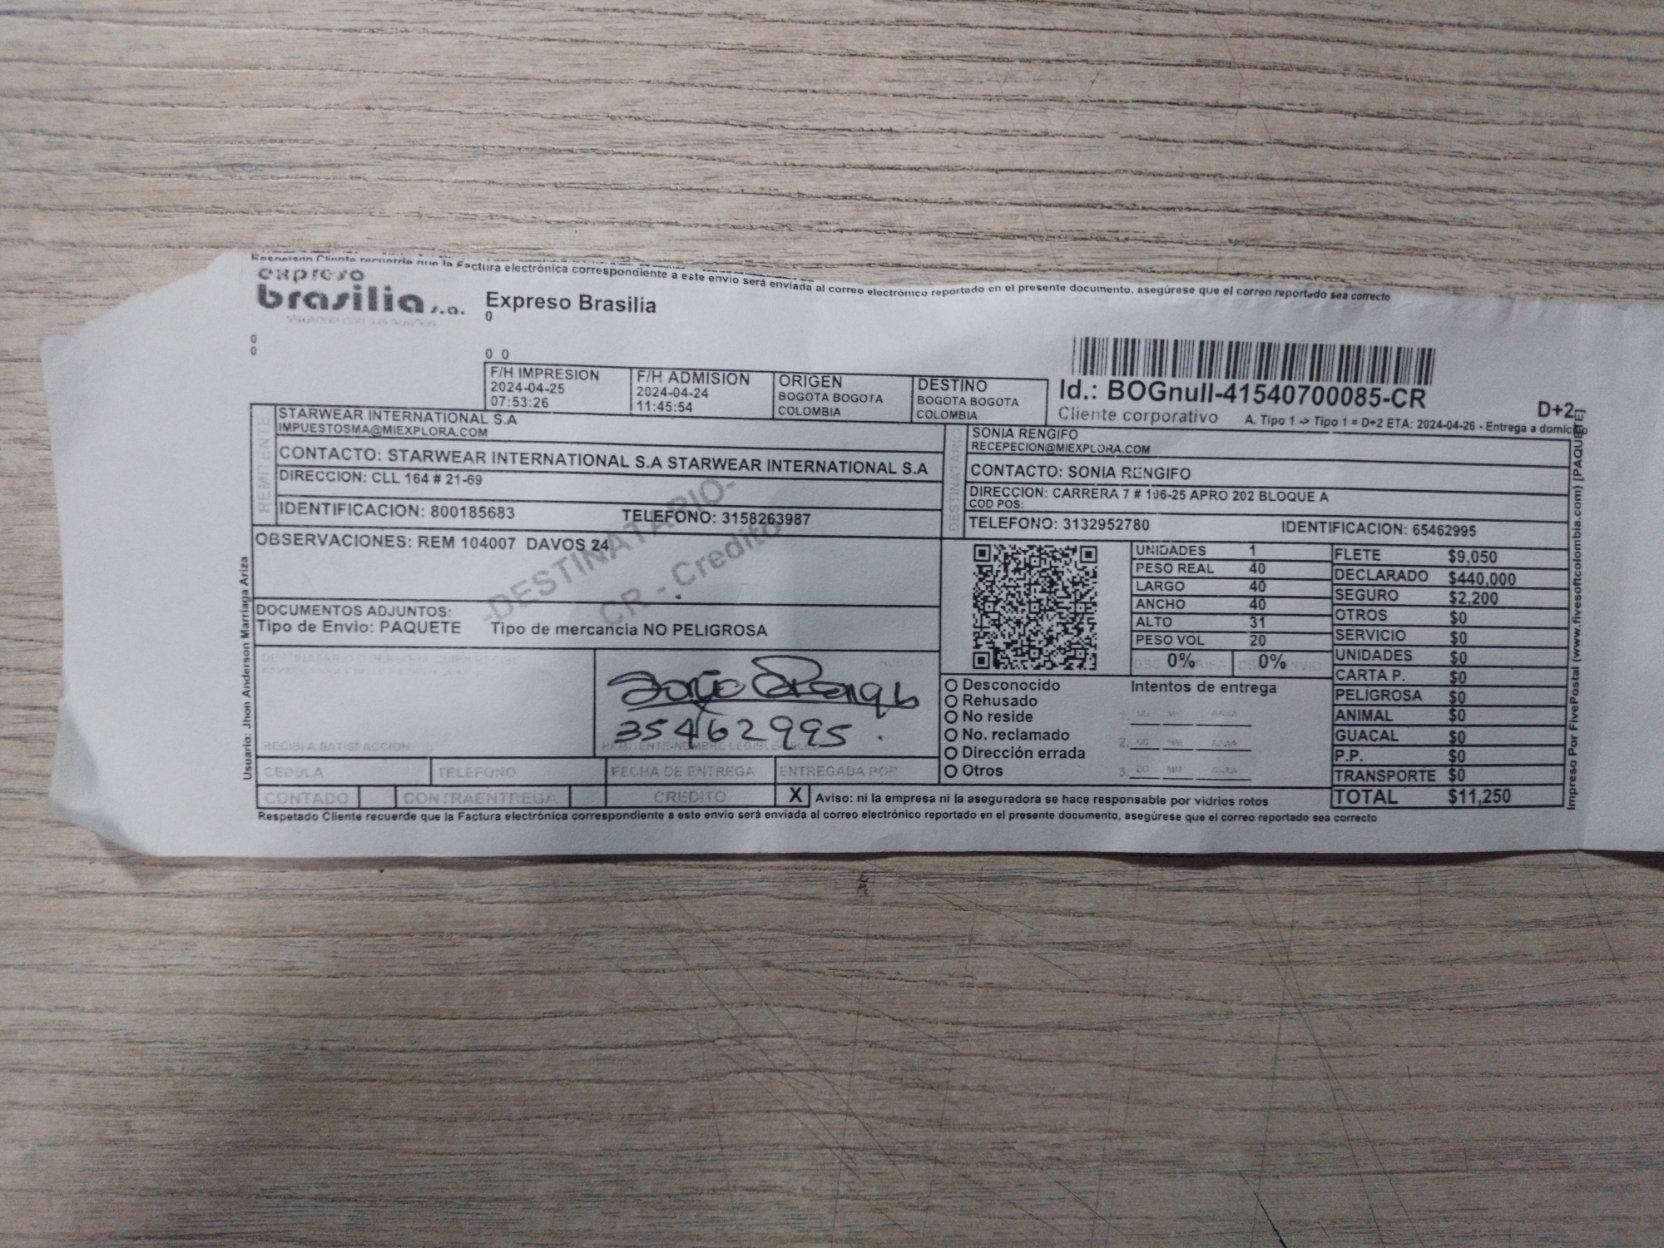 Respetado Cliente recuerde que la Factura electrónica correspondiente a este envio será enviada al correo electrónico reportado en el presente documento, asegúrese que el correo reportado sea correcto
expreso
brasilia s.a.
Expreso Brasilia
0
0
0
0 0
F/H IMPRESION
2024-04-25
07:53:26
F/H ADMISION
2024-04-24
11:45:54
ORIGEN
BOGOTA BOGOTA
COLOMBIA
DESTINO
BOGOTA BOGOTA
COLOMBIA
Id.: BOGnull-41540700085-CR
D+2
Cliente corporativo
A. Tipo 1 -> Tipo 1 = D+2 ETA: 2024-04-26 - Entrega a domicilio
REMITENTE
STARWEAR INTERNATIONAL S.A
IMPUESTOSMA@MIEXPLORA.COM
CONTACTO: STARWEAR INTERNATIONAL S.A STARWEAR INTERNATIONAL S.A
DIRECCION: CLL 164 # 21-69
IDENTIFICACION: 800185683 TELEFONO: 3158263987
DESTINATARIO
SONIA RENGIFO
RECEPECION@MIEXPLORA.COM
CONTACTO: SONIA RENGIFO
DIRECCION: CARRERA 7 # 106-25 APRO 202 BLOQUE A
COD POS:
TELEFONO: 3132952780 IDENTIFICACION: 65462995
OBSERVACIONES: REM 104007 DAVOS 24
-DESTINATARIO-
CR - Credito
DOCUMENTOS ADJUNTOS:
Tipo de Envio: PAQUETE Tipo de mercancia NO PELIGROSA
UNIDADES 1
PESO REAL 40
LARGO 40
ANCHO 40
ALTO 31
PESO VOL 20
0% 0%
FLETE $9,050
DECLARADO $440,000
SEGURO $2,200
OTROS $0
SERVICIO $0
UNIDADES $0
CARTA P. $0
PELIGROSA $0
ANIMAL $0
GUACAL $0
P.P. $0
TRANSPORTE $0
TOTAL $11,250
35462995.
RECIBI A SATISFACCION
Desconocido
Rehusado
No reside
No. reclamado
Dirección errada
Otros
Intentos de entrega
1.
2.
3.
CEDULA
TELEFONO
FECHA DE ENTREGA
ENTREGADA POR
CONTADO
CONTRAENTREGA
CREDITO
X
Aviso: ni la empresa ni la aseguradora se hace responsable por vidrios rotos
Respetado Cliente recuerde que la Factura electrónica correspondiente a este envio será enviada al correo electrónico reportado en el presente documento, asegúrese que el correo reportado sea correcto
Usuario: Jhon Anderson Marriaga Ariza
Impreso Por FivePostal (www.fivesoftcolombia.com) [PAQUETE]